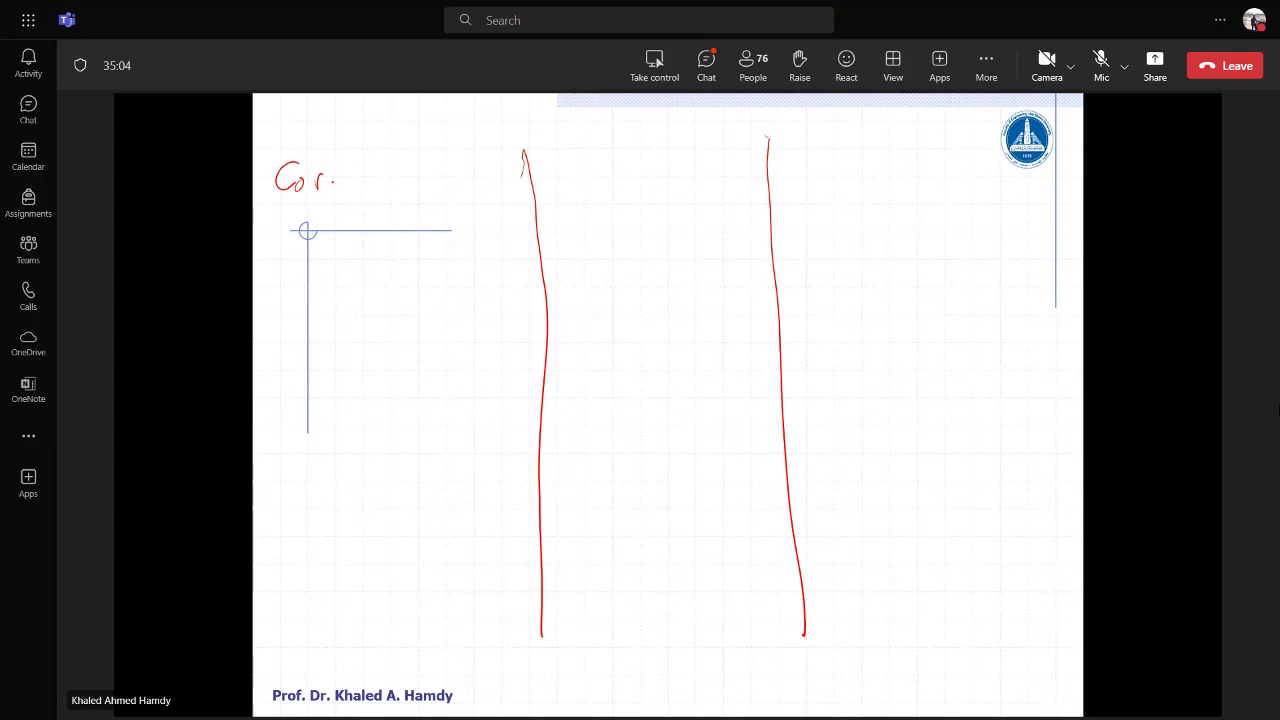 Search
35:04
Take control
Chat
76
People
Raise
React
View
Apps
More
Camera
Mic
Share
Leave
Activity
Chat
Calendar
Assignments
Teams
Calls
OneDrive
OneNote
Apps
Cor.
Prof. Dr. Khaled A. Hamdy
Khaled Ahmed Hamdy